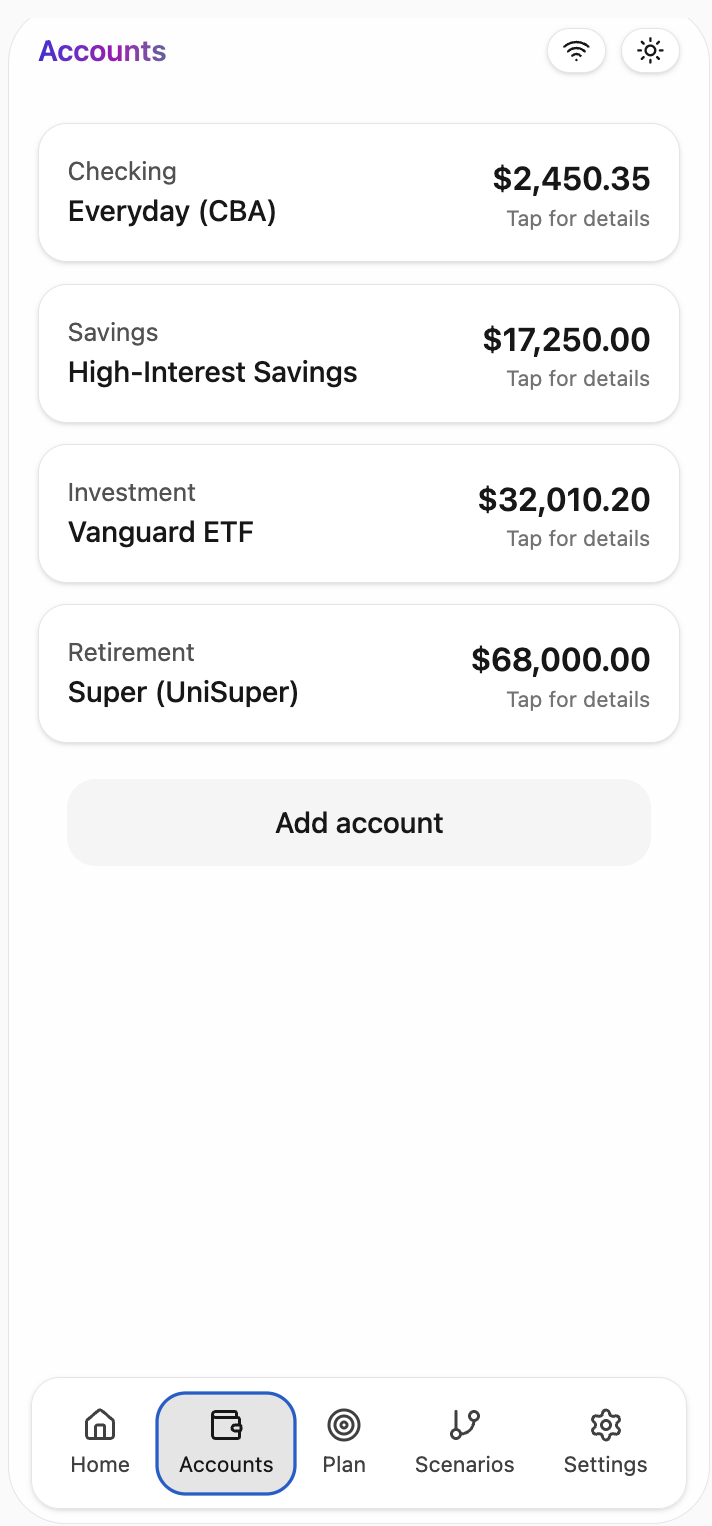 Accounts
Checking
Everyday (CBA)
$2,450.35
Tap for details
Savings
High-Interest Savings
$17,250.00
Tap for details
Investment
Vanguard ETF
$32,010.20
Tap for details
Retirement
Super (UniSuper)
$68,000.00
Tap for details
Add account
Home
Accounts
Plan
Scenarios
Settings